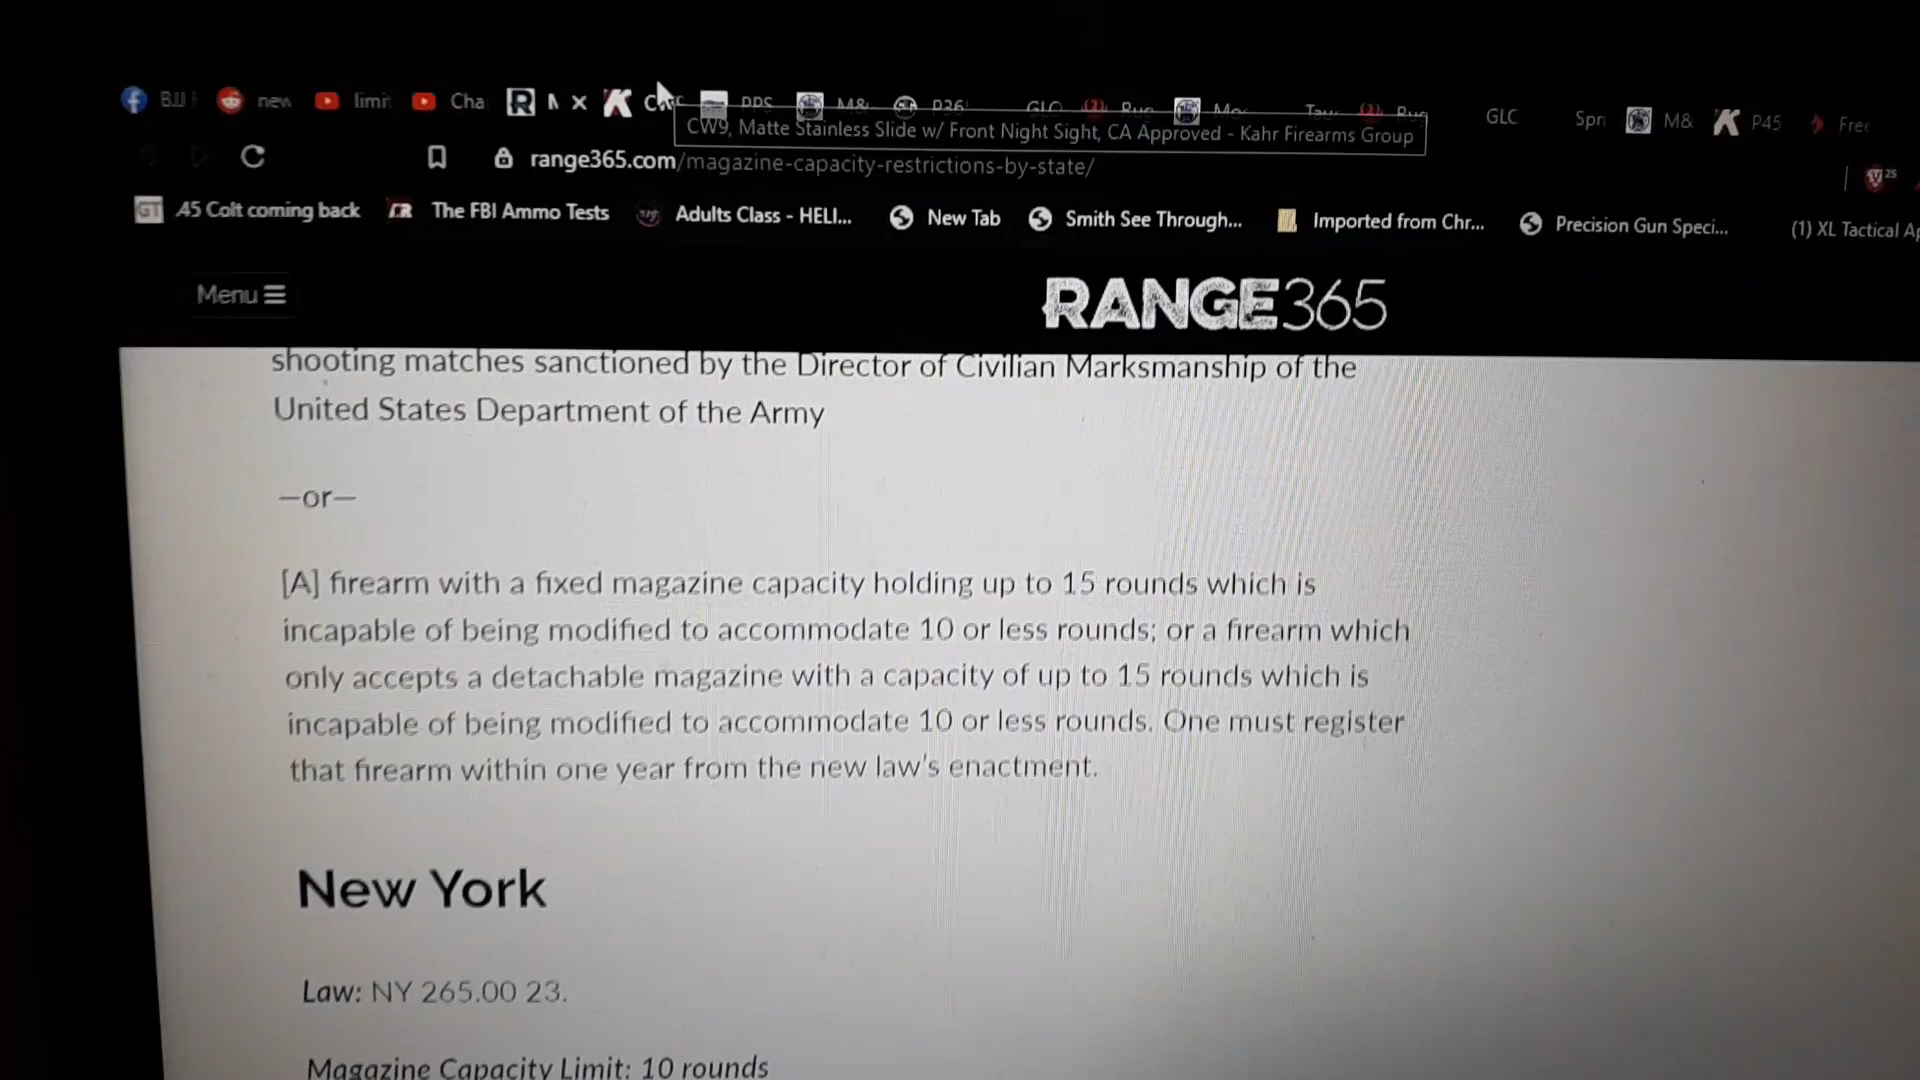 BJJ
new
limi
Cha
PPS
M&
P36
GLC
Rug
Mo
Tau
Rug
GLC
Spri
M&
P45
Free
CW9, Matte Stainless Slide w/ Front Night Sight, CA Approved - Kahr Firearms Group
range365.com/magazine-capacity-restrictions-by-state/
25
.45 Colt coming back
The FBI Ammo Tests
Adults Class - HELI...
New Tab
Smith See Through...
Imported from Chr...
Precision Gun Speci...
(1) XL Tactical Ap
Menu
RANGE365
shooting matches sanctioned by the Director of Civilian Marksmanship of the
United States Department of the Army
—or—
[A] firearm with a fixed magazine capacity holding up to 15 rounds which is
incapable of being modified to accommodate 10 or less rounds; or a firearm which
only accepts a detachable magazine with a capacity of up to 15 rounds which is
incapable of being modified to accommodate 10 or less rounds. One must register
that firearm within one year from the new law's enactment.
New York
Law: NY 265.00 23.
Magazine Capacity Limit: 10 rounds